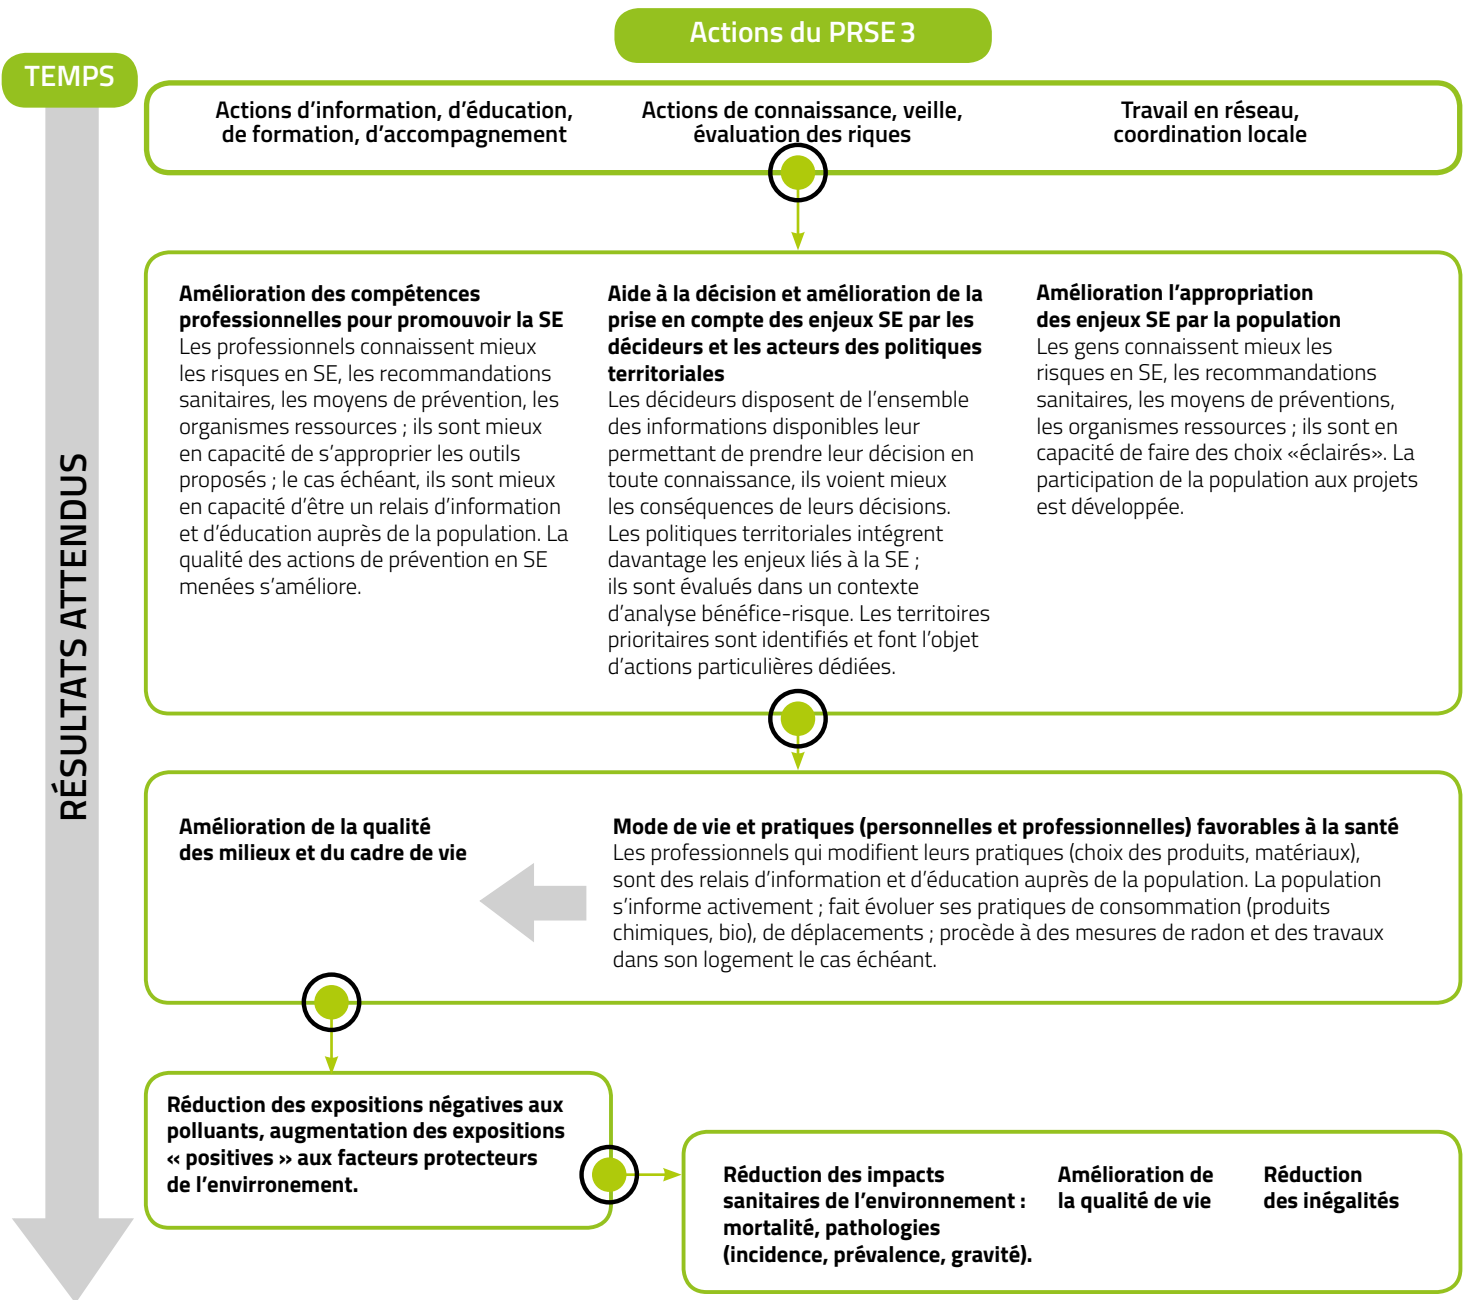 Actions du PRSE 3
TEMPS
Actions d’information, d’éducation,
de formation, d’accompagnement
Actions de connaissance, veille,
évaluation des riques
Travail en réseau,
coordination locale
RÉSULTATS ATTENDUS
Amélioration des compétences
professionnelles pour promouvoir la SE
Les professionnels connaissent mieux
les risques en SE, les recommandations
sanitaires, les moyens de prévention, les
organismes ressources ; ils sont mieux
en capacité de s’approprier les outils
proposés ; le cas échéant, ils sont mieux
en capacité d’être un relais d’information
et d’éducation auprès de la population. La
qualité des actions de prévention en SE
menées s’améliore.
Aide à la décision et amélioration de la
prise en compte des enjeux SE par les
décideurs et les acteurs des politiques
territoriales
Les décideurs disposent de l’ensemble
des informations disponibles leur
permettant de prendre leur décision en
toute connaissance, ils voient mieux
les conséquences de leurs décisions.
Les politiques territoriales intégrent
davantage les enjeux liés à la SE ;
ils sont évalués dans un contexte
d’analyse bénéfice-risque. Les territoires
prioritaires sont identifiés et font l’objet
d’actions particulières dédiées.
Amélioration l’appropriation
des enjeux SE par la population
Les gens connaissent mieux les
risques en SE, les recommandations
sanitaires, les moyens de préventions,
les organismes ressources ; ils sont en
capacité de faire des choix «éclairés». La
participation de la population aux projets
est développée.
Amélioration de la qualité
des milieux et du cadre de vie
Mode de vie et pratiques (personnelles et professionnelles) favorables à la santé
Les professionnels qui modifient leurs pratiques (choix des produits, matériaux),
sont des relais d’information et d’éducation auprès de la population. La population
s’informe activement ; fait évoluer ses pratiques de consommation (produits
chimiques, bio), de déplacements ; procède à des mesures de radon et des travaux
dans son logement le cas échéant.
Réduction des expositions négatives aux
polluants, augmentation des expositions
« positives » aux facteurs protecteurs
de l’envirronement.
Réduction des impacts
sanitaires de l’environnement :
mortalité, pathologies
(incidence, prévalence, gravité).
Amélioration de
la qualité de vie
Réduction
des inégalités